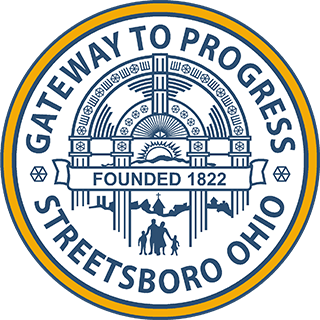 GATEWAY TO PROGRESS
FOUNDED 1822
STREETSBORO OHIO